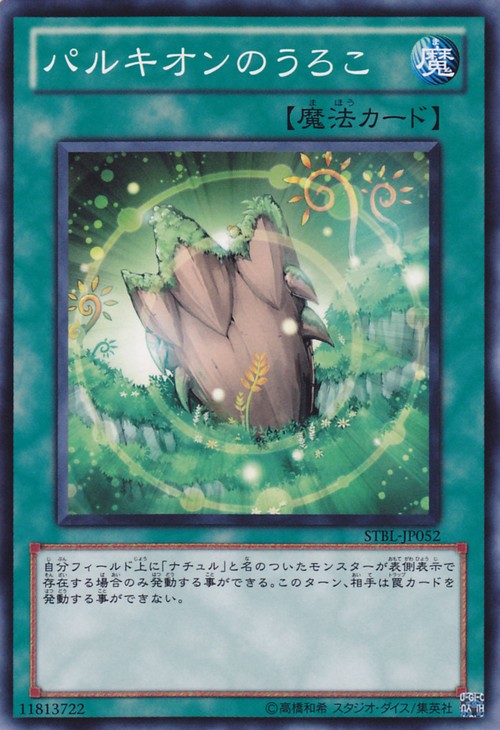 パルキオンのうろこ
魔
【魔法カード】
STBL-JP052
自分フィールド上に「ナチュル」と名のついたモンスターが表側表示で
存在する場合のみ発動する事ができる。このターン、相手は罠カードを
発動する事ができない。
11813722
©高橋和希 スタジオ・ダイス/集英社